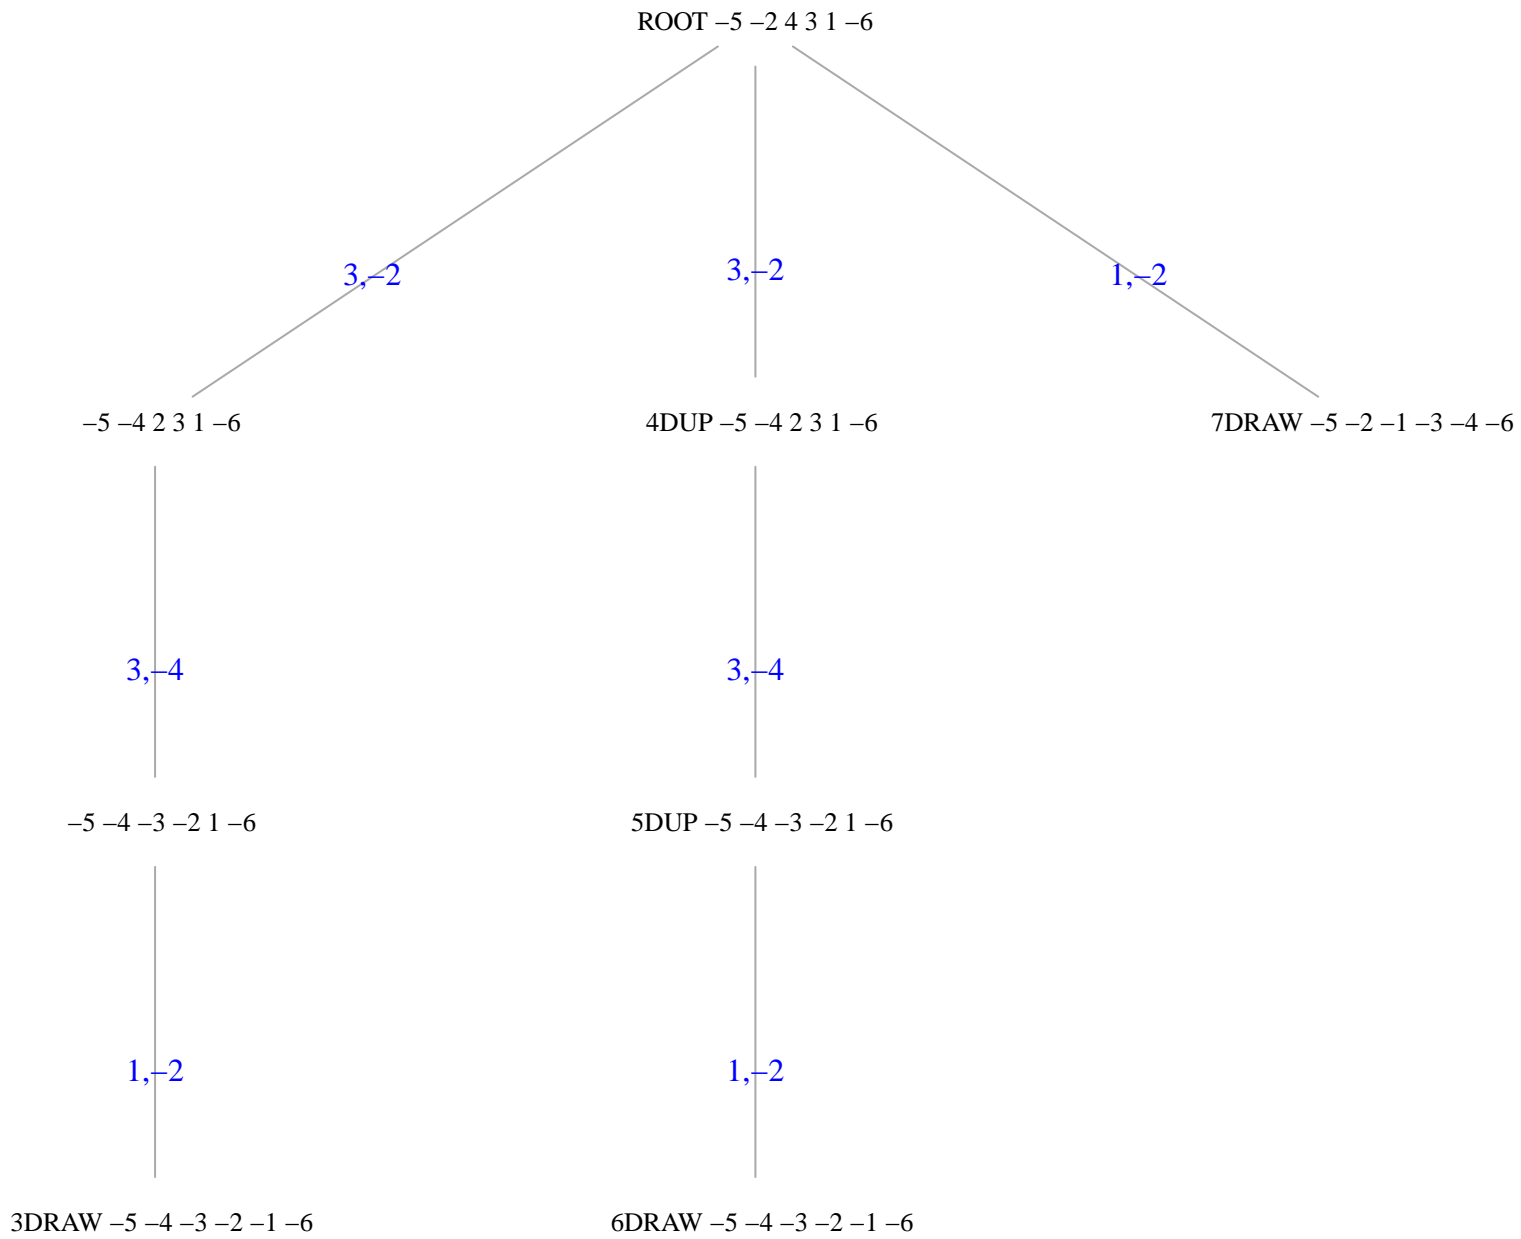 ROOT –5 –2 4 3 1 –6
3,–2
3,–2
1,–2
–5 –4 2 3 1 –6
4DUP –5 –4 2 3 1 –6
7DRAW –5 –2 –1 –3 –4 –6
3,–4
3,–4
–5 –4 –3 –2 1 –6
5DUP –5 –4 –3 –2 1 –6
1,–2
1,–2
3DRAW –5 –4 –3 –2 –1 –6
6DRAW –5 –4 –3 –2 –1 –6